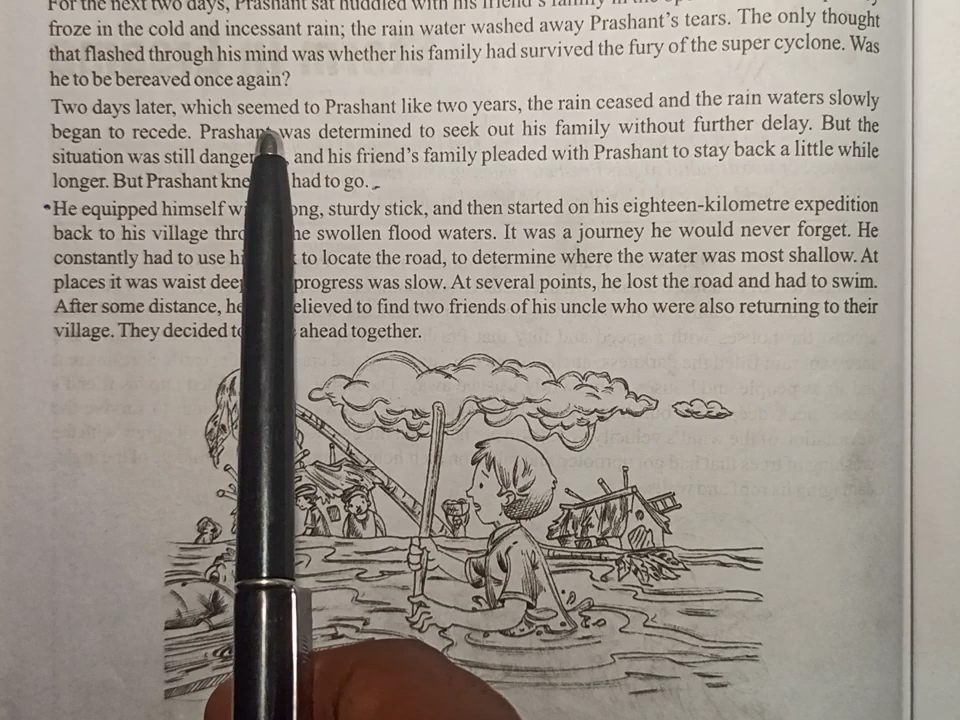 For the next two days, Prashant sat huddled with his friend's family in the
froze in the cold and incessant rain; the rain water washed away Prashant's tears. The only thought
that flashed through his mind was whether his family had survived the fury of the super cyclone. Was
he to be bereaved once again?
Two days later, which seemed to Prashant like two years, the rain ceased and the rain waters slowly
began to recede. Prashant was determined to seek out his family without further delay. But the
situation was still and his friend's family pleaded with Prashant to stay back a little while
longer. But Prashant had to go.
He equipped himself sturdy stick, and then started on his eighteen-kilometre expedition
back to his village swollen flood waters. It was a journey he would never forget. He
constantly had to use to locate the road, to determine where the water was most shallow. At
places it was waist progress was slow. At several points, he lost the road and had to swim.
After some distance, to find two friends of his uncle who were also returning to their
village. They decided ahead together.